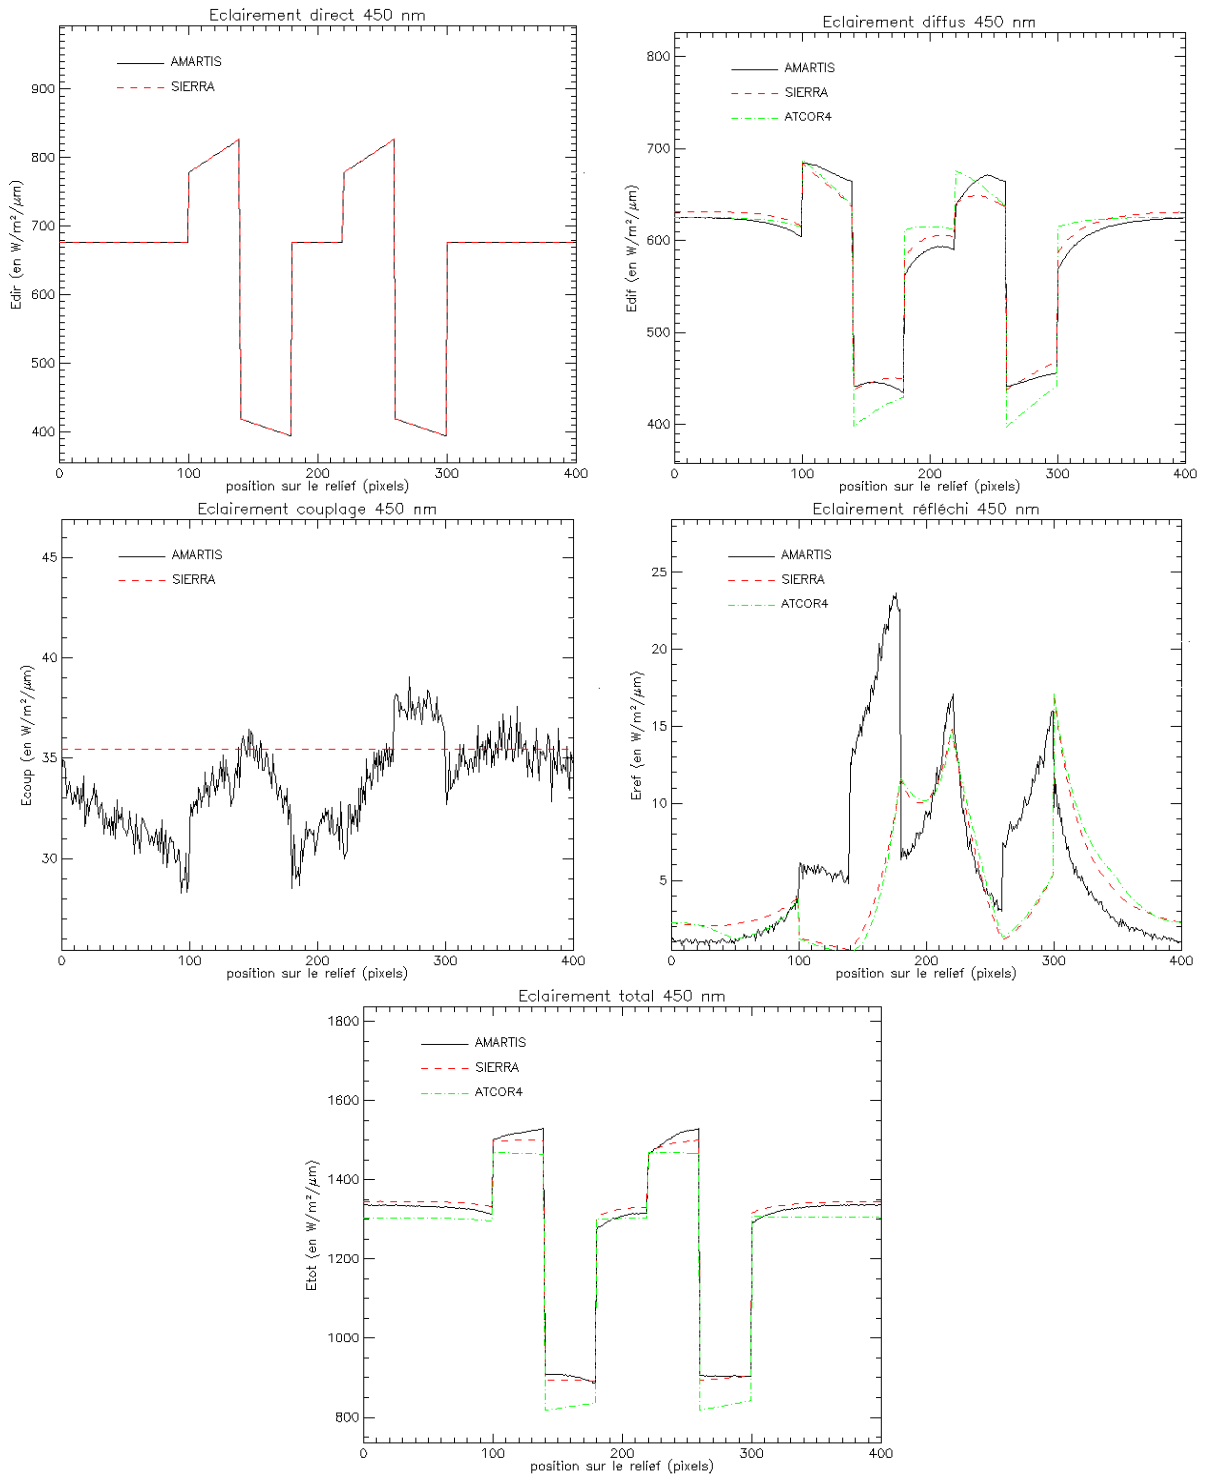 Eclairement direct 450 nm
AMARTIS
SIERRA
900
800
700
600
500
400
Edir (en W/m²/μm)
0 100 200 300 400
position sur le relief (pixels)
Eclairement diffus 450 nm
AMARTIS
SIERRA
ATCOR4
800
700
600
500
400
Edif (en W/m²/μm)
0 100 200 300 400
position sur le relief (pixels)
Eclairement couplage 450 nm
AMARTIS
SIERRA
45
40
35
30
Ecoup (en W/m²/μm)
0 100 200 300 400
position sur le relief (pixels)
Eclairement réfléchi 450 nm
AMARTIS
SIERRA
ATCOR4
25
20
15
10
5
Eref (en W/m²/μm)
0 100 200 300 400
position sur le relief (pixels)
Eclairement total 450 nm
AMARTIS
SIERRA
ATCOR4
1800
1600
1400
1200
1000
800
Etot (en W/m²/μm)
0 100 200 300 400
position sur le relief (pixels)